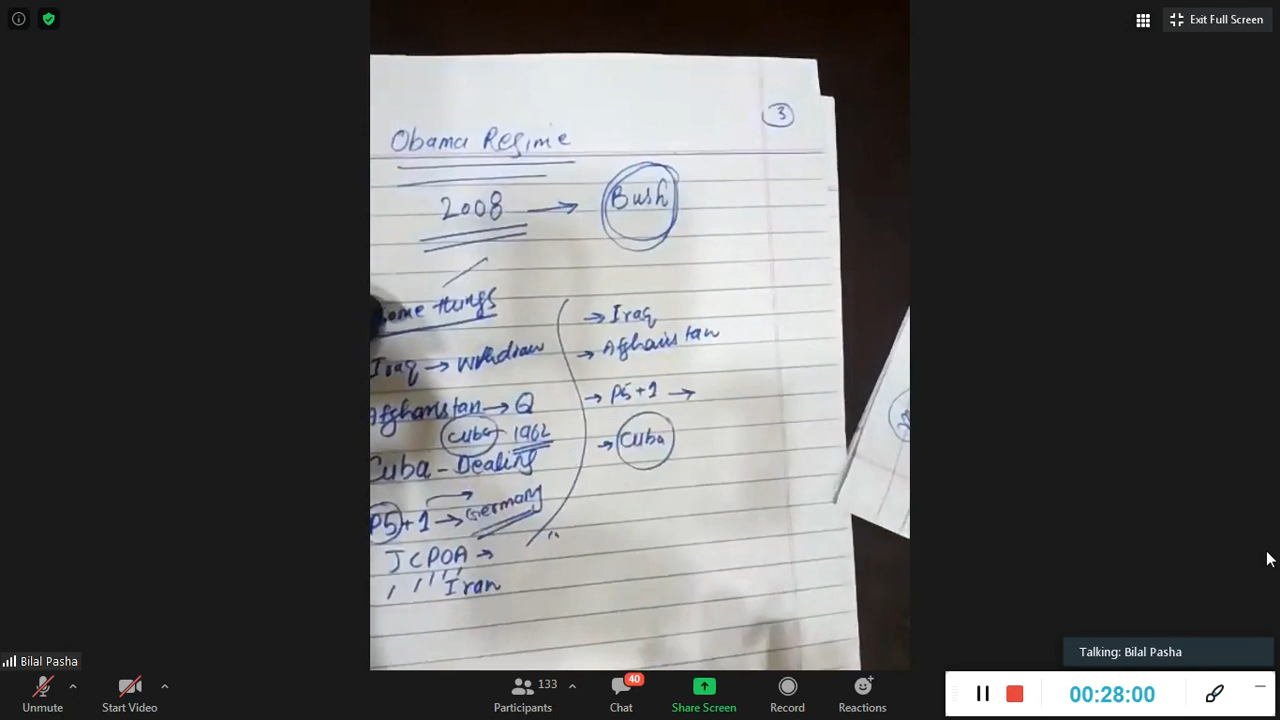 Exit Full Screen
3
Obama Regime
2008 → Bush
Some things
Iraq → withdraw
Afghanistan → Q
Cuba - 1962
Cuba - Dealing
P5 + 1 → Germany
JCPOA →
Iran
→ Iraq
→ Afghanistan
→ P5 + 1 →
→ Cuba
Bilal Pasha
Talking: Bilal Pasha
Unmute
Start Video
133
Participants
40
Chat
Share Screen
Record
Reactions
00:28:00